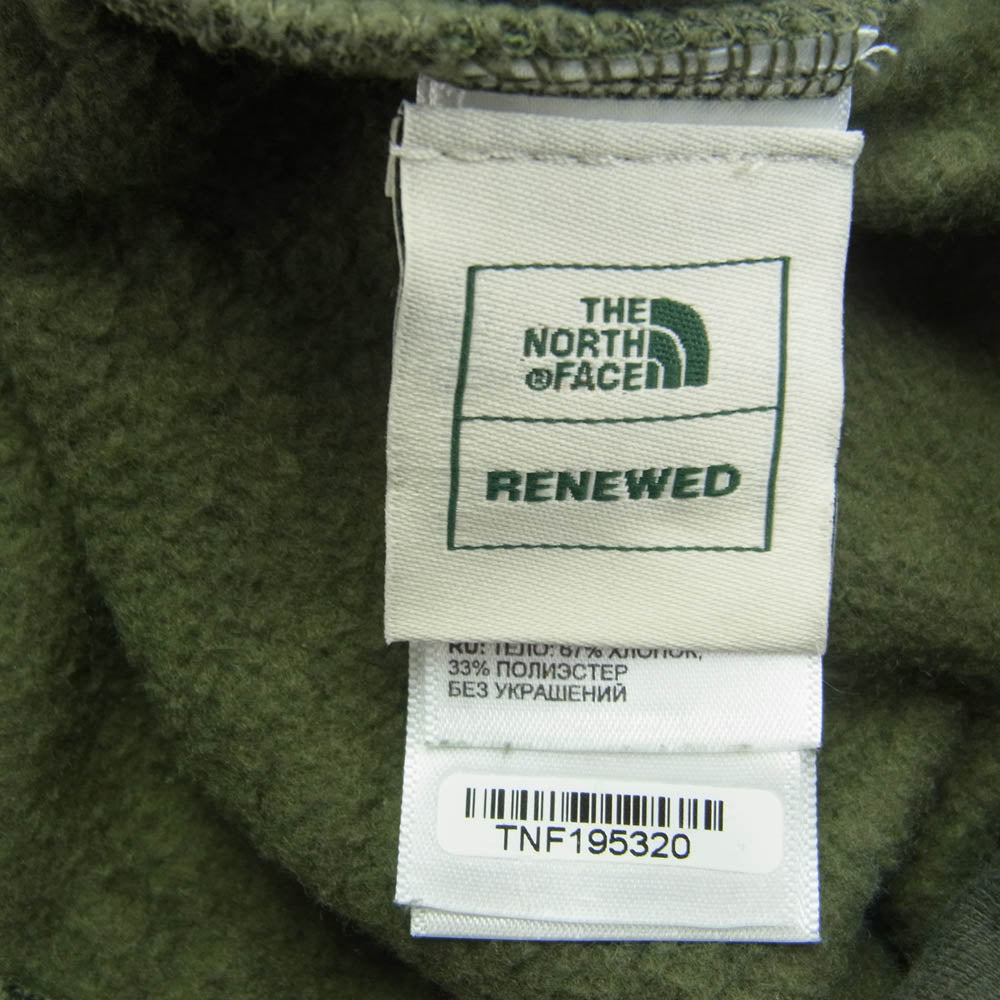 THE
NORTH
®FACE
RENEWED
RU: ТЕЛО: 67% ХЛОПОК,
33% ПОЛИЭСТЕР
БЕЗ УКРАШЕНИЙ
TNF195320